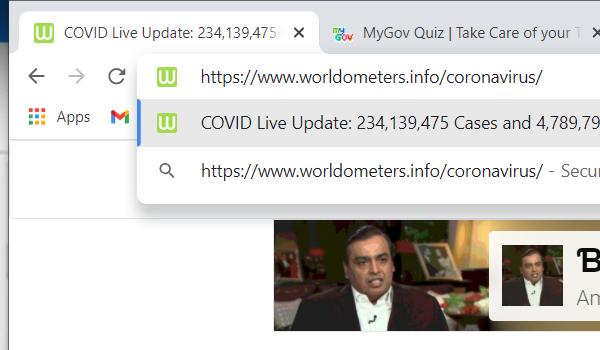 COVID Live Update: 234,139,475
MyGov Quiz | Take Care of your T
https://www.worldometers.info/coronavirus/
Apps
COVID Live Update: 234,139,475 Cases and 4,789,79
https://www.worldometers.info/coronavirus/ - Secur
B
Am